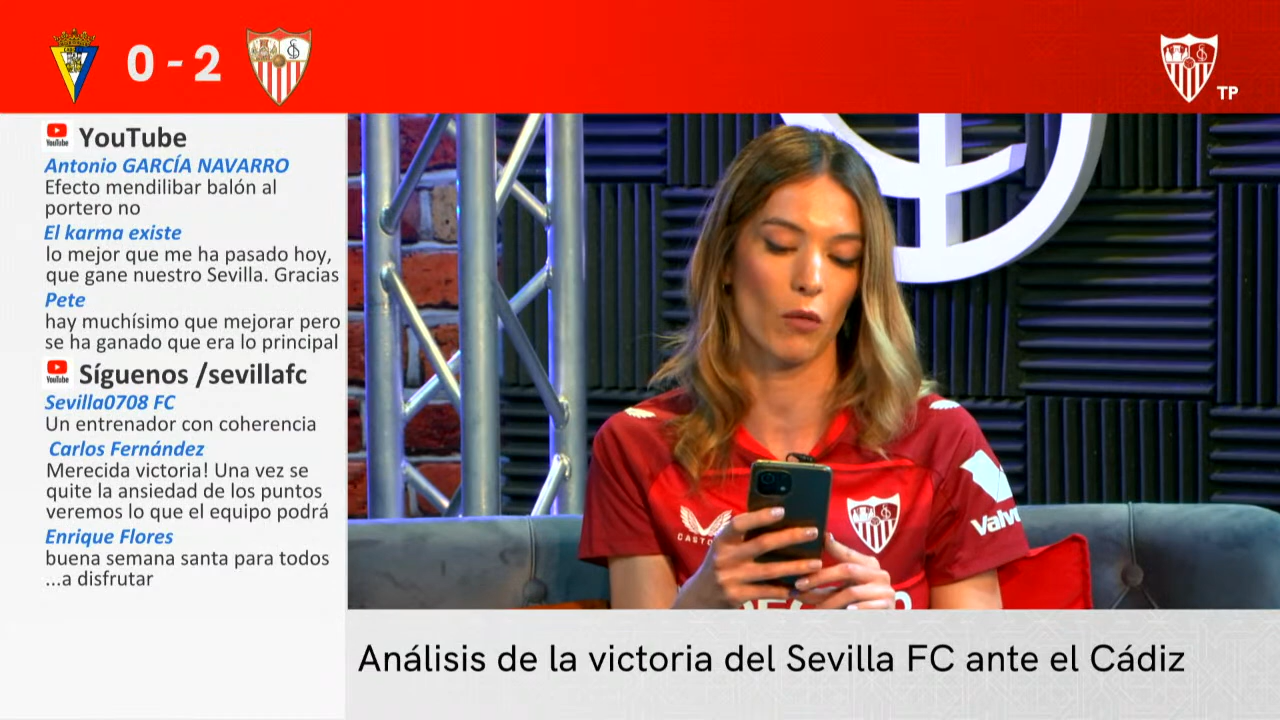 0 - 2
TP
YouTube
YouTube
Antonio GARCÍA NAVARRO
Efecto mendilibar balón al
portero no
El karma existe
lo mejor que me ha pasado hoy,
que gane nuestro Sevilla. Gracias
Pete
hay muchísimo que mejorar pero
se ha ganado que era lo principal
YouTube
Síguenos /sevillafc
Sevilla0708 FC
Un entrenador con coherencia
Carlos Fernández
Merecida victoria! Una vez se
quite la ansiedad de los puntos
veremos lo que el equipo podrá
Enrique Flores
buena semana santa para todos
...a disfrutar
CASTO
Valv
Análisis de la victoria del Sevilla FC ante el Cádiz